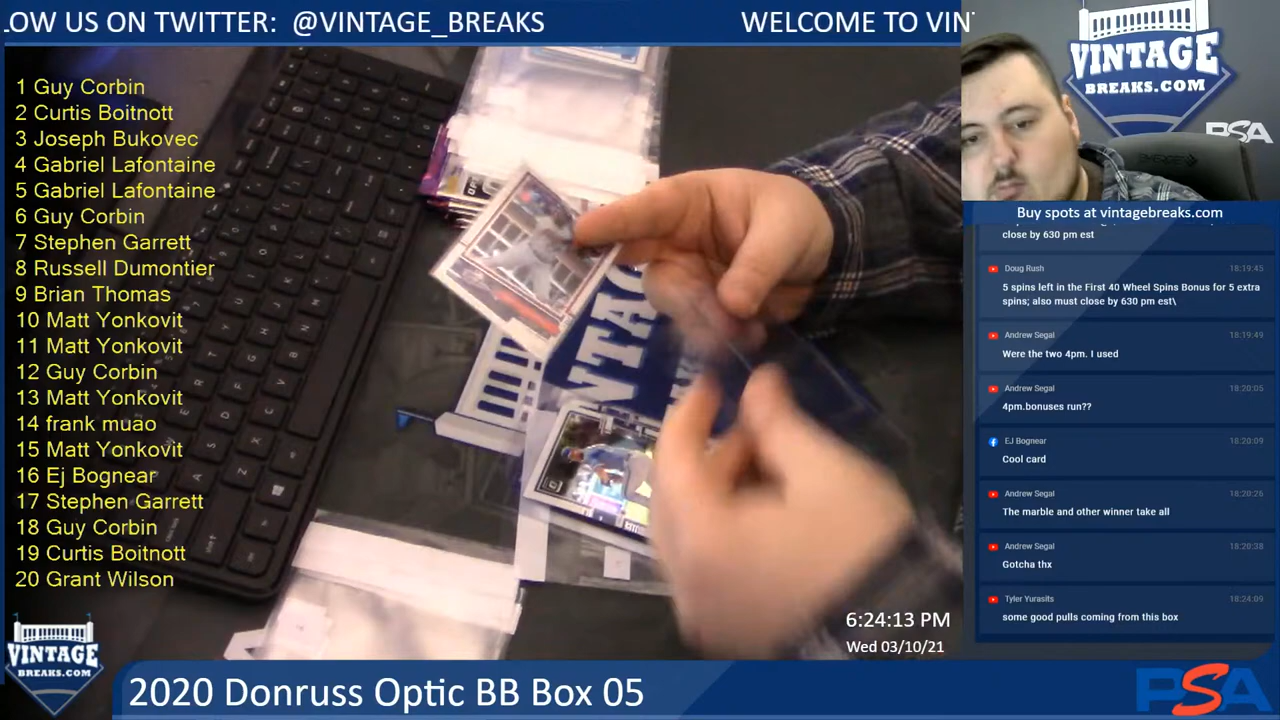 LOW US ON TWITTER: @VINTAGE_BREAKS WELCOME TO VIN
VINTAGE
BREAKS.COM
PSA
1 Guy Corbin
2 Curtis Boitnott
3 Joseph Bukovec
4 Gabriel Lafontaine
5 Gabriel Lafontaine
6 Guy Corbin
7 Stephen Garrett
8 Russell Dumontier
9 Brian Thomas
10 Matt Yonkovit
11 Matt Yonkovit
12 Guy Corbin
13 Matt Yonkovit
14 frank muao
15 Matt Yonkovit
16 Ej Bognear
17 Stephen Garrett
18 Guy Corbin
19 Curtis Boitnott
20 Grant Wilson
NTAG
Buy spots at vintagebreaks.com
close by 630 pm est
Doug Rush 18:19:45
5 spins left in the First 40 Wheel Spins Bonus for 5 extra
spins; also must close by 630 pm est\
Andrew Segal 18:19:49
Were the two 4pm. I used
Andrew Segal 18:20:05
4pm.bonuses run??
EJ Bognear 18:20:09
Cool card
Andrew Segal 18:20:26
The marble and other winner take all
Andrew Segal 18:20:38
Gotcha thx
Tyler Yurasits 18:24:09
some good pulls coming from this box
6:24:13 PM
Wed 03/10/21
VINTAGE
BREAKS.COM
2020 Donruss Optic BB Box 05
PSA